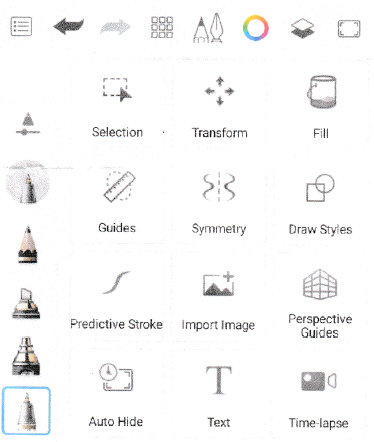 Selection
Transform
Fill
Guides
Symmetry
Draw Styles
Predictive Stroke
Import Image
Perspective
Guides
Auto Hide
Text
Time-lapse